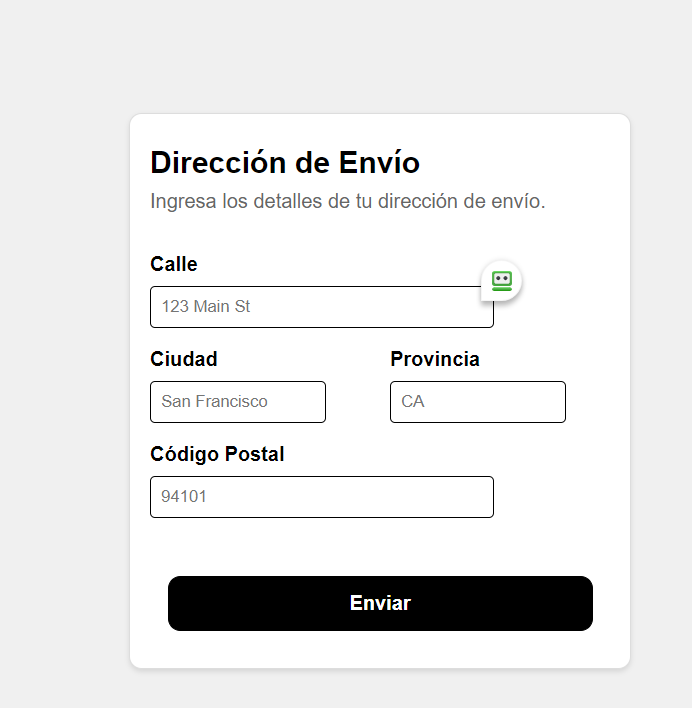 Dirección de Envío
Ingresa los detalles de tu dirección de envío.
Calle
123 Main St
Ciudad
Provincia
San Francisco
CA
Código Postal
94101
Enviar